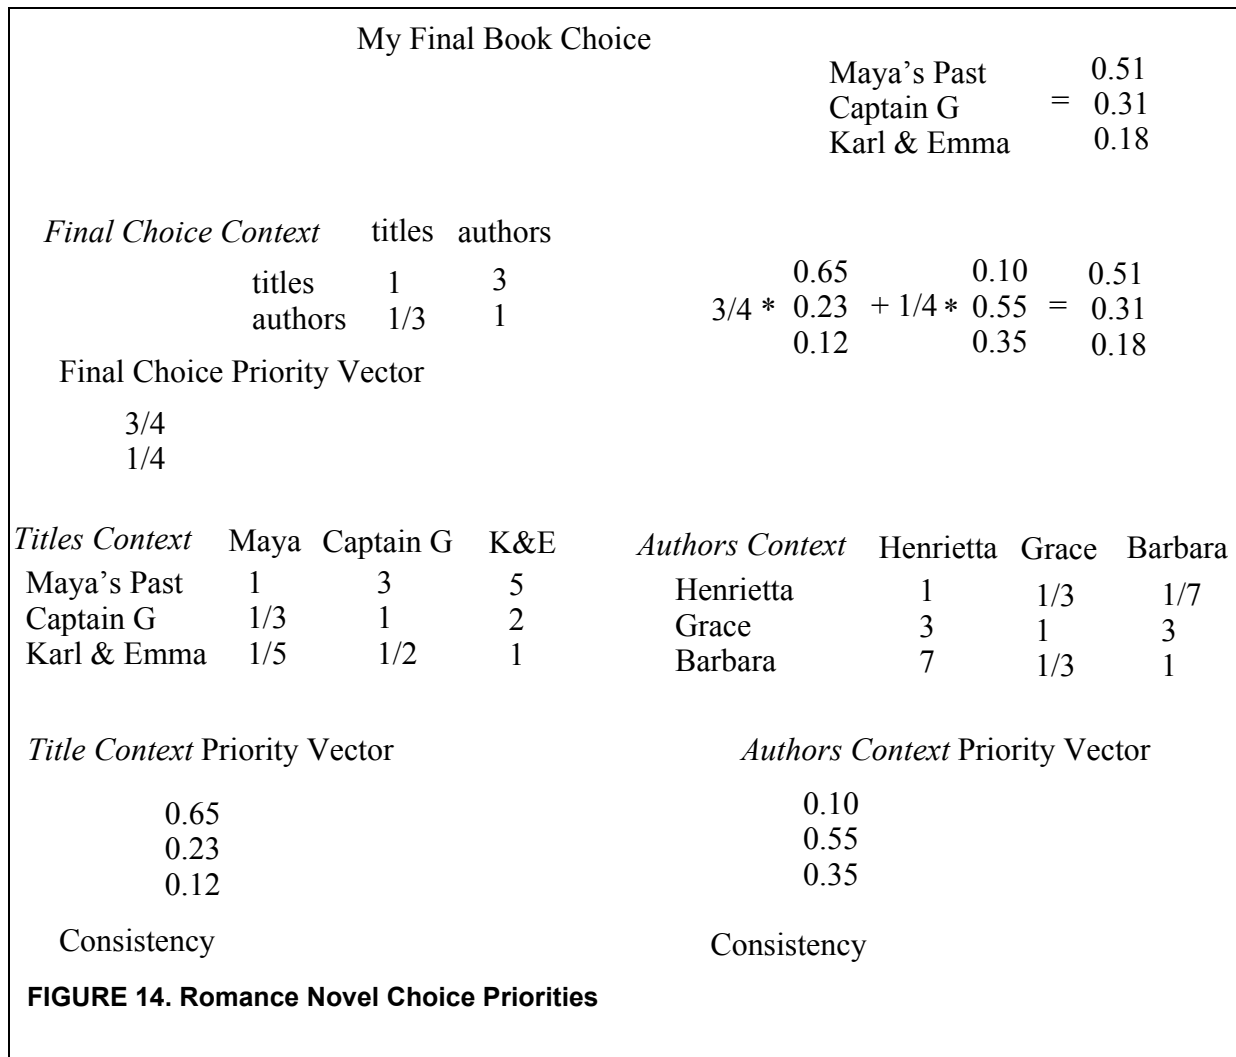 My Final Book Choice
Maya's Past 0.51
Captain G = 0.31
Karl & Emma 0.18
Final Choice Context titles authors
titles 1 3
authors 1/3 1
0.65 0.10 0.51
3/4 * 0.23 + 1/4 * 0.55 = 0.31
0.12 0.35 0.18
Final Choice Priority Vector
3/4
1/4
Titles Context Maya Captain G K&E
Maya's Past 1 3 5
Captain G 1/3 1 2
Karl & Emma 1/5 1/2 1
Authors Context Henrietta Grace Barbara
Henrietta 1 1/3 1/7
Grace 3 1 3
Barbara 7 1/3 1
Title Context Priority Vector
0.65
0.23
0.12
Consistency
Authors Context Priority Vector
0.10
0.55
0.35
Consistency
FIGURE 14. Romance Novel Choice Priorities